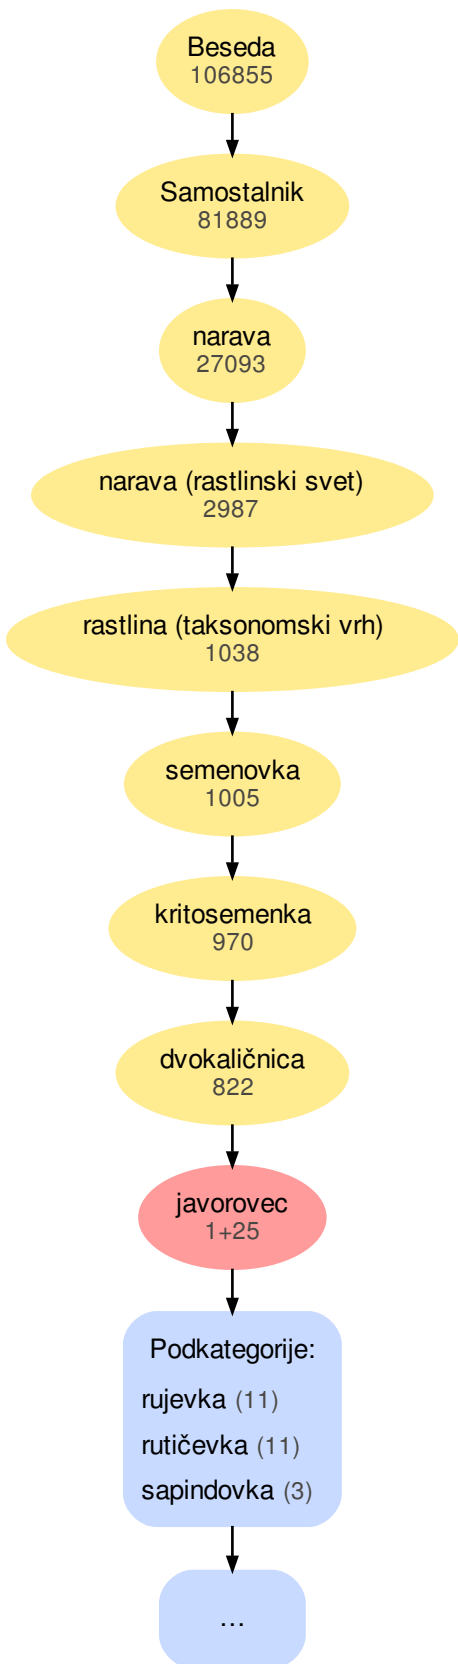 Beseda
106855
Samostalnik
81889
narava
27093
narava (rastlinski svet)
2987
rastlina (taksonomski vrh)
1038
semenovka
1005
kritosemenka
970
dvokaličnica
822
javorovec
1+25
Podkategorije:
rujevka (11)
rutičevka (11)
sapindovka (3)
...